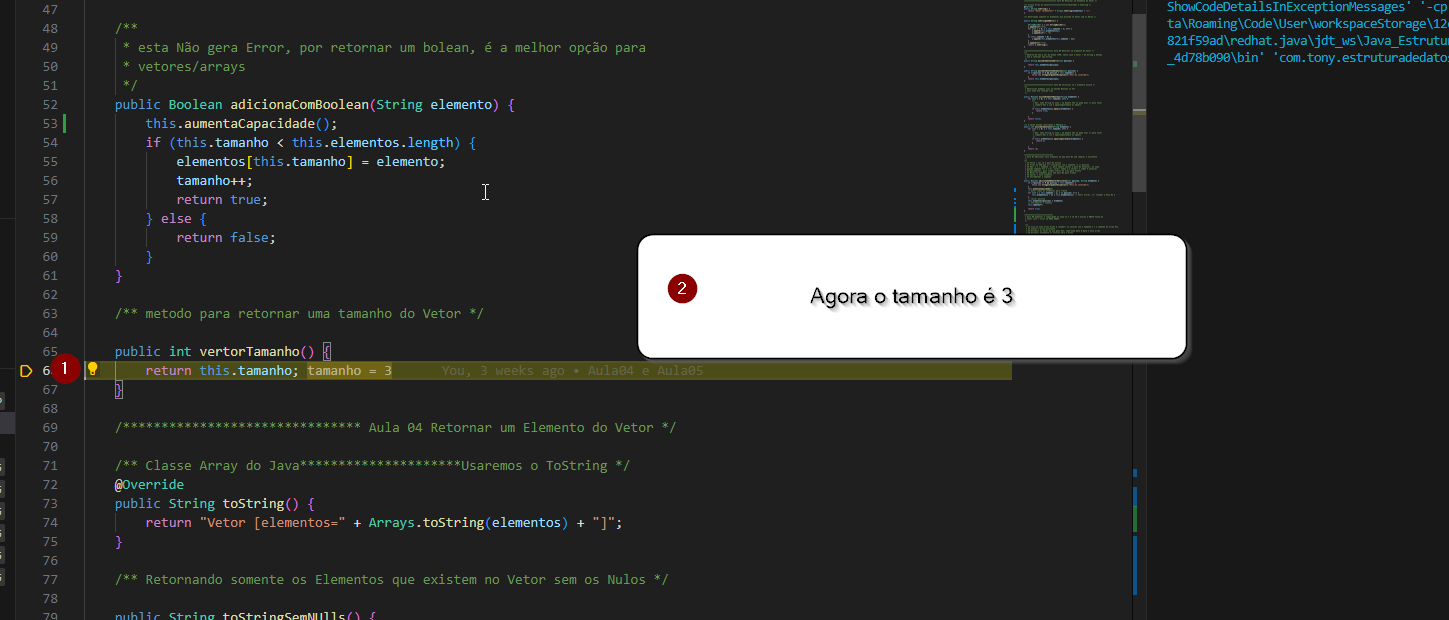 47
48 /**
49 * esta Não gera Error, por retornar um bolean, é a melhor opção para
50 * vetores/arrays
51 */
52 public Boolean adicionaComBoolean(String elemento) {
53 this.aumentaCapacidade();
54 if (this.tamanho < this.elementos.length) {
55 elementos[this.tamanho] = elemento;
56 tamanho++;
57 return true;
58 } else {
59 return false;
60 }
61 }
62
63 /** metodo para retornar uma tamanho do Vetor */
64
65 public int vertorTamanho() {
1 return this.tamanho; tamanho = 3 You, 3 weeks ago • Aula04 e Aula05
67 }
68
69 /******************************* Aula 04 Retornar um Elemento do Vetor */
70
71 /** Classe Array do Java*********************Usaremos o ToString */
72 @Override
73 public String toString() {
74 return "Vetor [elementos=" + Arrays.toString(elementos) + "]";
75 }
76
77 /** Retornando somente os Elementos que existem no Vetor sem os Nulos */
78
79 public String toStringSemNUlls() {
2 Agora o tamanho é 3
ShowCodeDetailsInExceptionMessages' '-cp
ta\Roaming\Code\User\workspaceStorage\12
821f59ad\redhat.java\jdt_ws\Java_Estrutu
_4d78b090\bin' 'com.tony.estruturadedatos